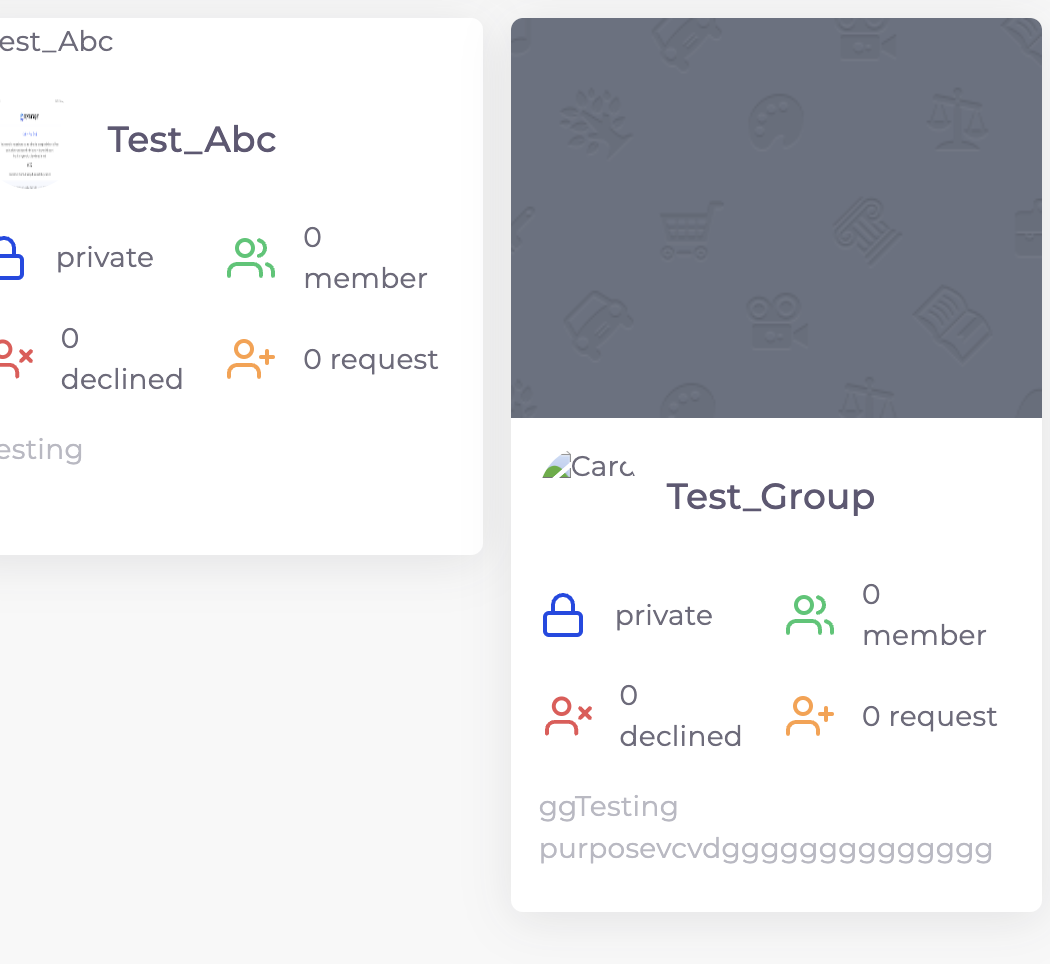 est_Abc
Test_Abc
private
0
member
0
declined
0 request
esting
Carc
Test_Group
private
0
member
0
declined
0 request
ggTesting
purposevcvdgggggggggggggg